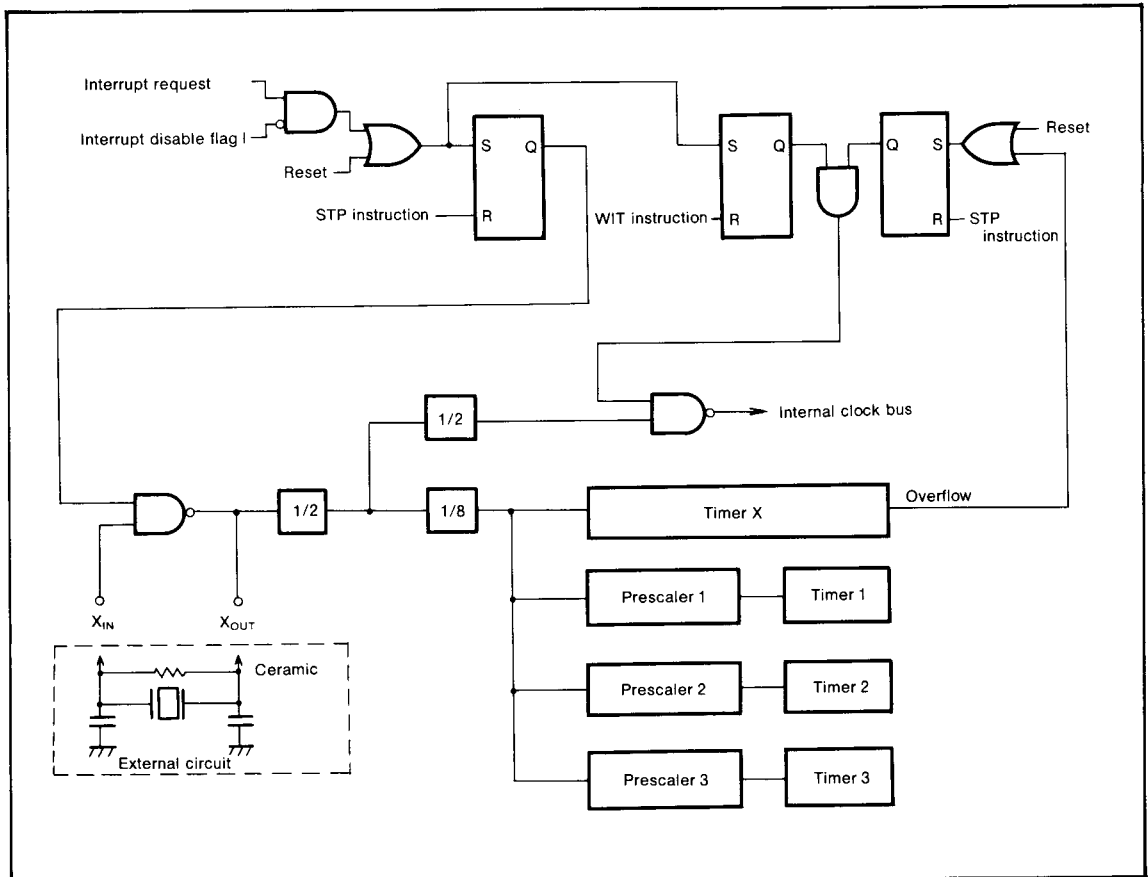 Interrupt request
Interrupt disable flag I
Reset
STP instruction
S
Q
R
WIT instruction
S
Q
R
Q
S
R
Reset
STP
instruction
1/2
Internal clock bus
1/2
1/8
Timer X
Overflow
XIN
XOUT
Prescaler 1
Timer 1
Prescaler 2
Timer 2
Prescaler 3
Timer 3
Ceramic
External circuit